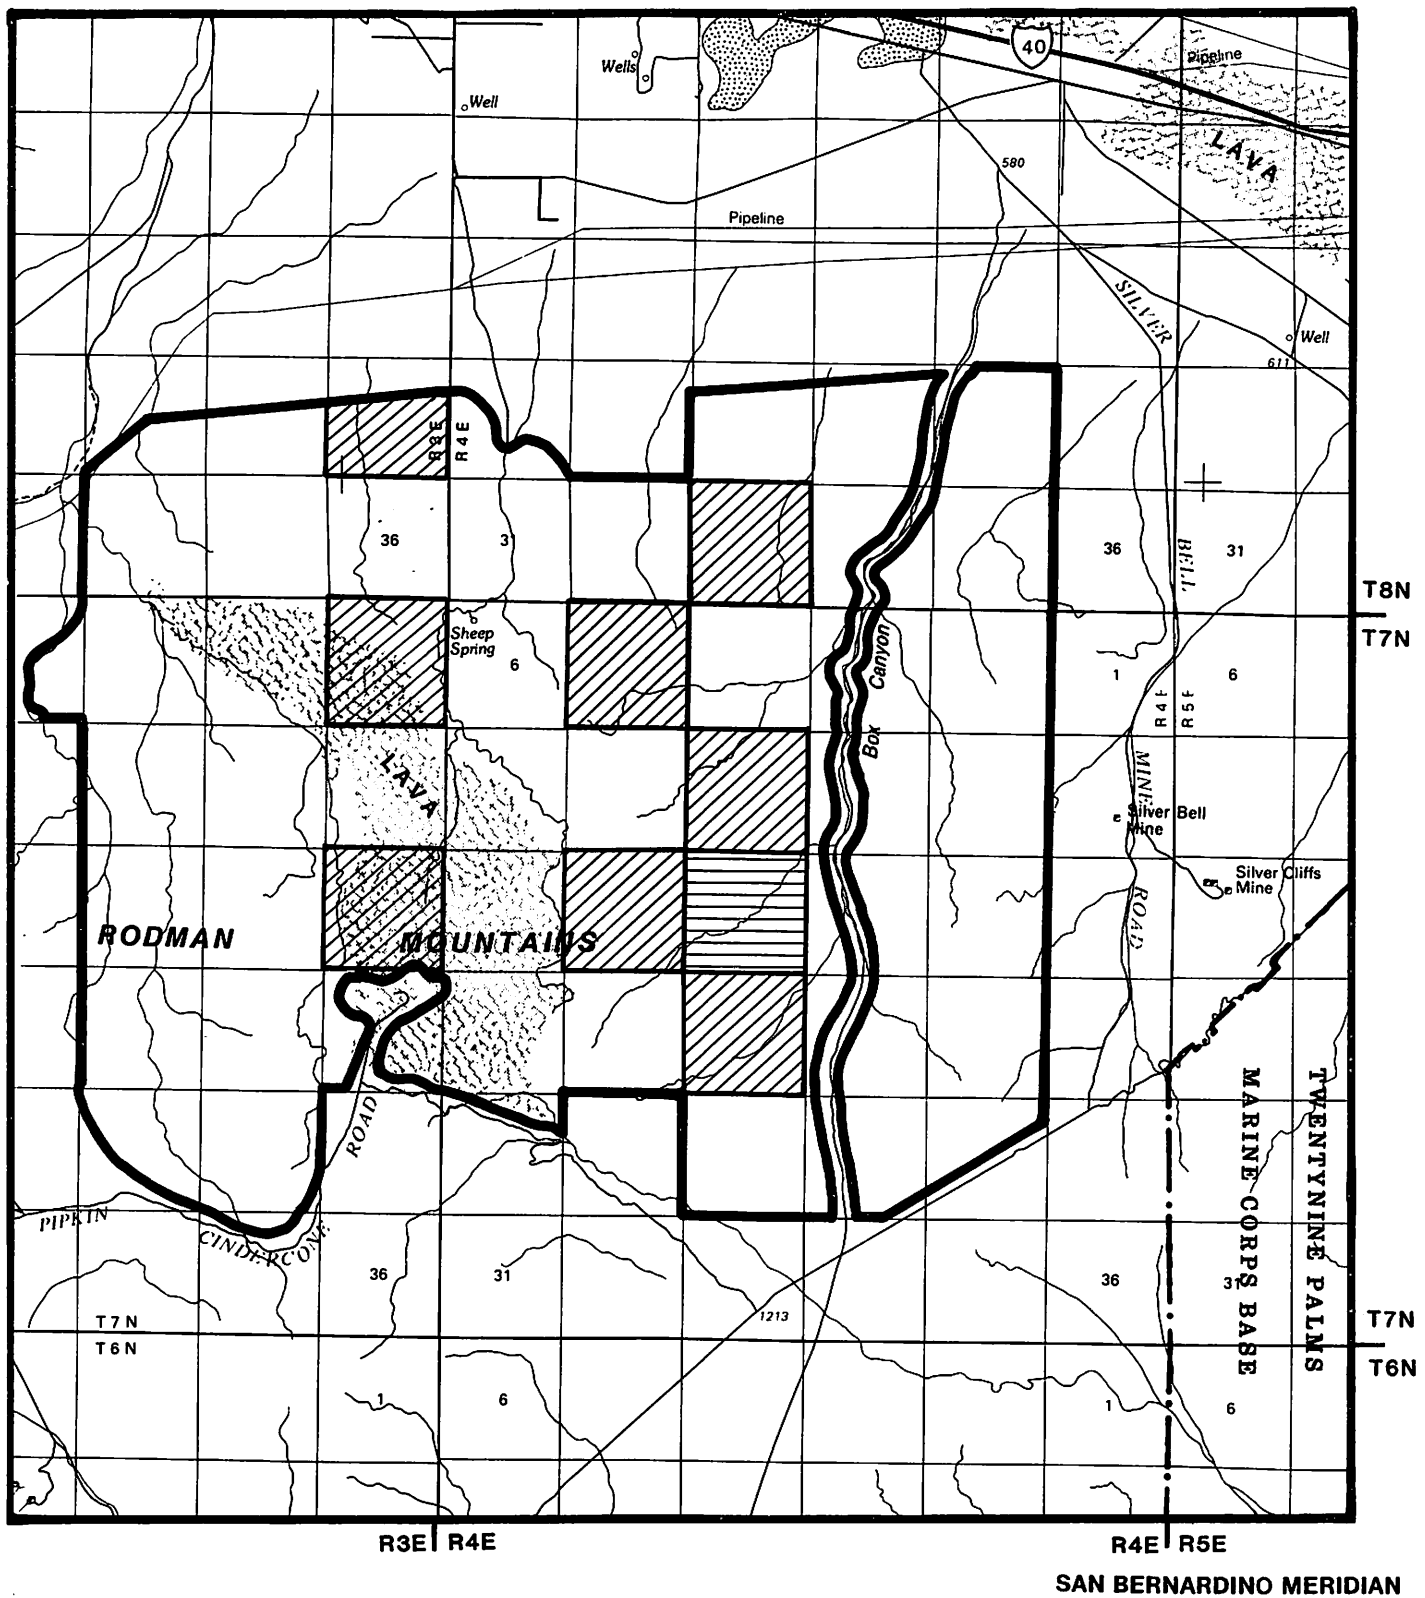 40
Pipeline
Wells
Well
LAVA
580
Pipeline
SILVER
Well
611
R3E
R4E
36
31
36
BELL
31
T8N
T7N
Sheep
Spring
6
Canyon
Box
1
6
R4E
R5E
LAVA
MINE
Silver Bell
Mine
Silver Cliffs
Mine
ROAD
RODMAN MOUNTAINS
ROAD
PIPKIN
CINDERCONE
TWENTYNINE PALMS
MARINE CORPS BASE
36
31
36
31
1213
T7N
T6N
T7N
T6N
1
6
1
6
R3E R4E
R4E R5E
SAN BERNARDINO MERIDIAN